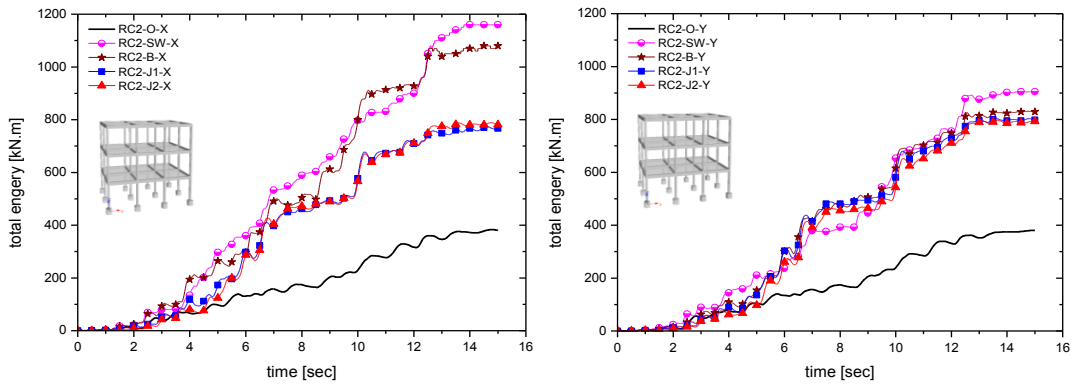 1200
1000
800
600
400
200
0
total engery [kN.m]
RC2-O-X
RC2-SW-X
RC2-B-X
RC2-J1-X
RC2-J2-X
0 2 4 6 8 10 12 14 16
time [sec]
1200
1000
800
600
400
200
0
total engery [kN.m]
RC2-O-Y
RC2-SW-Y
RC2-B-Y
RC2-J1-Y
RC2-J2-Y
0 2 4 6 8 10 12 14 16
time [sec]